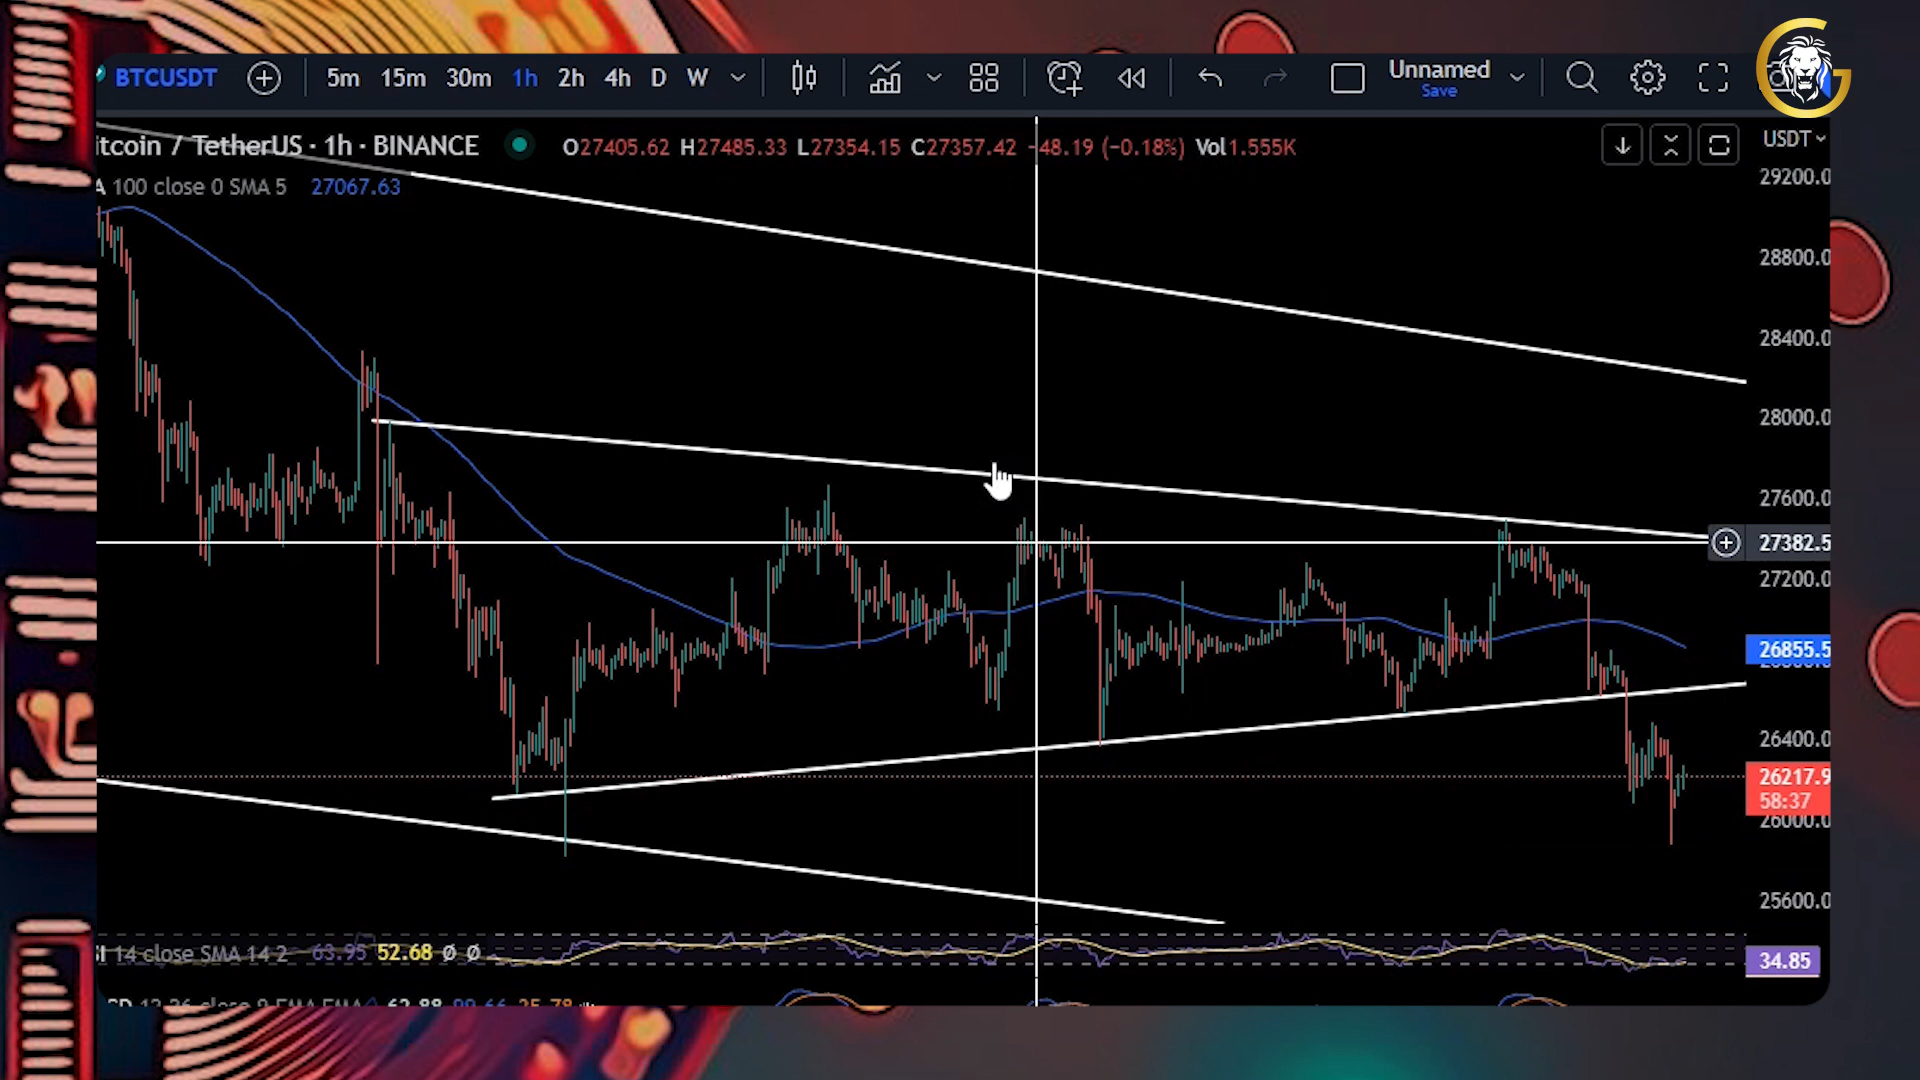 BTCUSDT 5m 15m 30m 1h 2h 4h D W Unnamed
Save
itcoin / TetherUS · 1h · BINANCE O27405.62 H27485.33 L27354.15 C27357.42 -48.19 (-0.18%) Vol1.555K USDT
A 100 close 0 SMA 5 27067.63
29200.0
28800.0
28400.0
28000.0
27600.0
27382.5
27200.0
26855.5
26400.0
26217.9
58:37
26000.0
25600.0
14 close SMA 14 2 63.95 52.68 Ø Ø 34.85